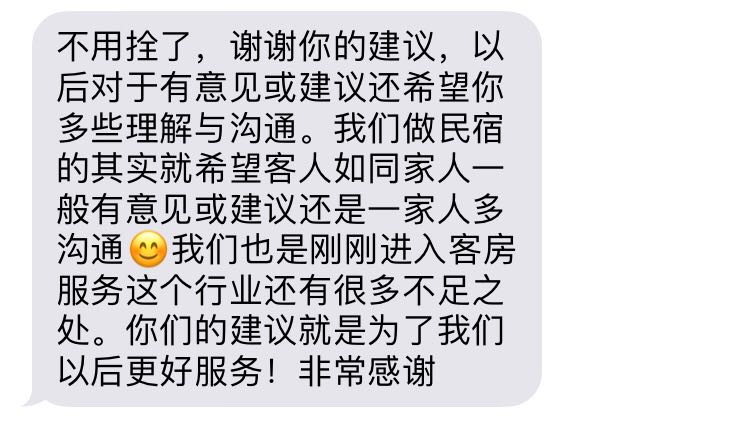 不用拴了，谢谢你的建议，以
后对于有意见或建议还希望你
多些理解与沟通。我们做民宿
的其实就希望客人如同家人一
般有意见或建议还是一家人多
沟通😊我们也是刚刚进入客房
服务这个行业还有很多不足之
处。你们的建议就是为了我们
以后更好服务！非常感谢